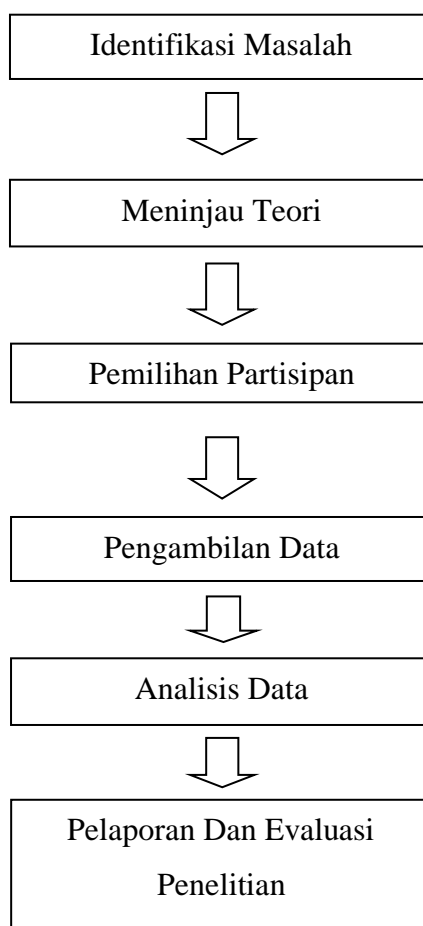 Identifikasi Masalah
Meninjau Teori
Pemilihan Partisipan
Pengambilan Data
Analisis Data
Pelaporan Dan Evaluasi
Penelitian